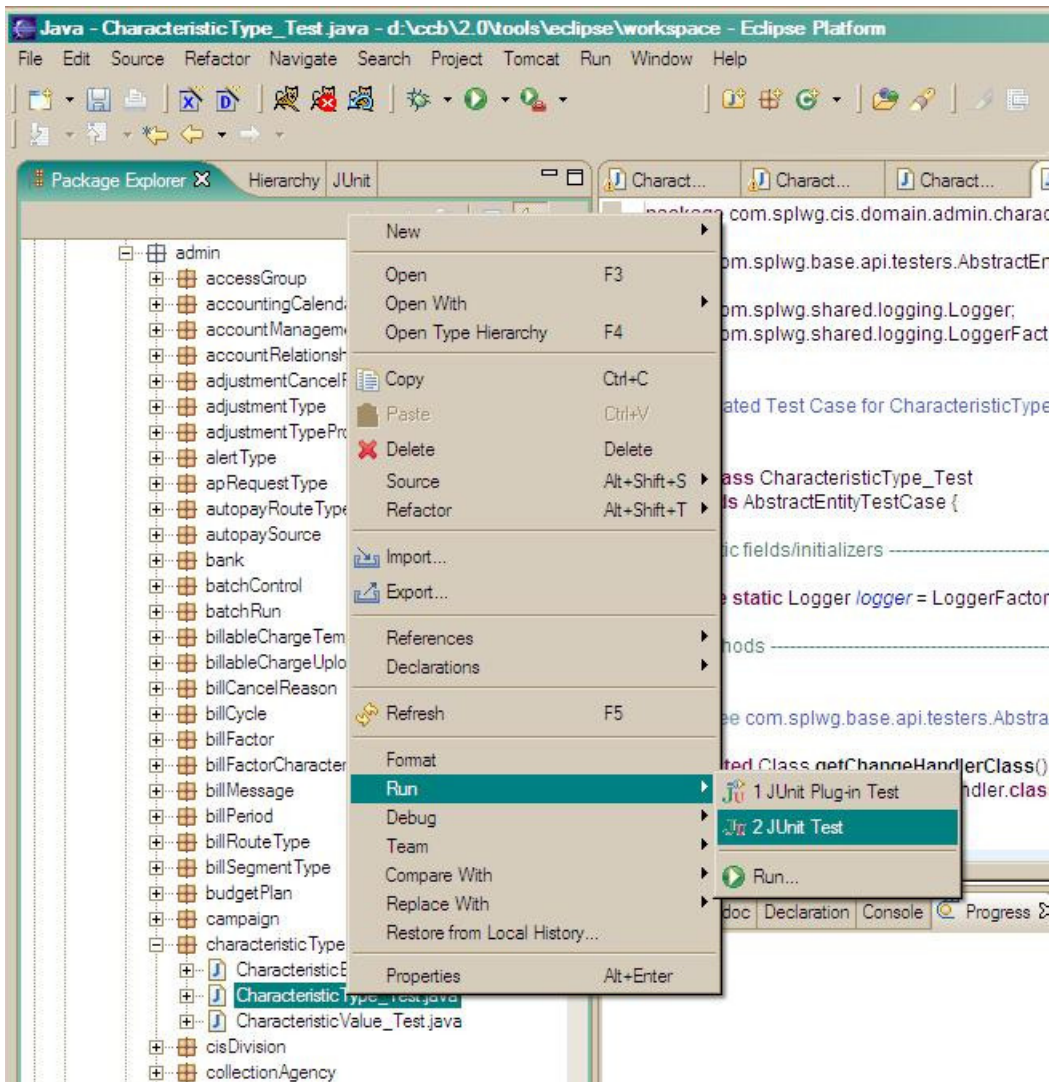 Java - CharacteristicType_Test.java - d:\ccb\2.0\tools\eclipse\workspace - Eclipse Platform
File Edit Source Refactor Navigate Search Project Tomcat Run Window Help
Package Explorer Hierarchy JUnit
Charact... Charact... Charact...
admin
accessGroup
accountingCalend
accountManagem
accountRelationsh
adjustmentCancel
adjustmentType
adjustmentTypePro
alertType
apRequestType
autopayRouteType
autopaySource
bank
batchControl
batchRun
billableChargeTem
billableChargeUplo
billCancelReason
billCycle
billFactor
billFactorCharacter
billMessage
billPeriod
billRouteType
billSegmentType
budgetPlan
campaign
characteristicType
CharacteristicE
CharacteristicType_Test.java
CharacteristicValue_Test.java
cisDivision
collectionAgency
New
Open F3
Open With
Open Type Hierarchy F4
Copy Ctrl+C
Paste Ctrl+V
Delete Delete
Source Alt+Shift+S
Refactor Alt+Shift+T
Import...
Export...
References
Declarations
Refresh F5
Format
Run
Debug
Team
Compare With
Replace With
Restore from Local History...
Properties Alt+Enter
1 JUnit Plug-in Test
2 JUnit Test
Run...
package com.splwg.cis.domain.admin.charac
om.splwg.base.api.testers.AbstractEn
om.splwg.shared.logging.Logger;
om.splwg.shared.logging.LoggerFact
ated Test Case for CharacteristicType
ass CharacteristicType_Test
ds AbstractEntityTestCase {
ic fields/initializers ---------------------------
e static Logger logger = LoggerFactor
hods ---------------------------
ee com.splwg.base.api.testers.Abstra
ted Class getChangeHandlerClass()
ndler.clas
doc Declaration Console Progress